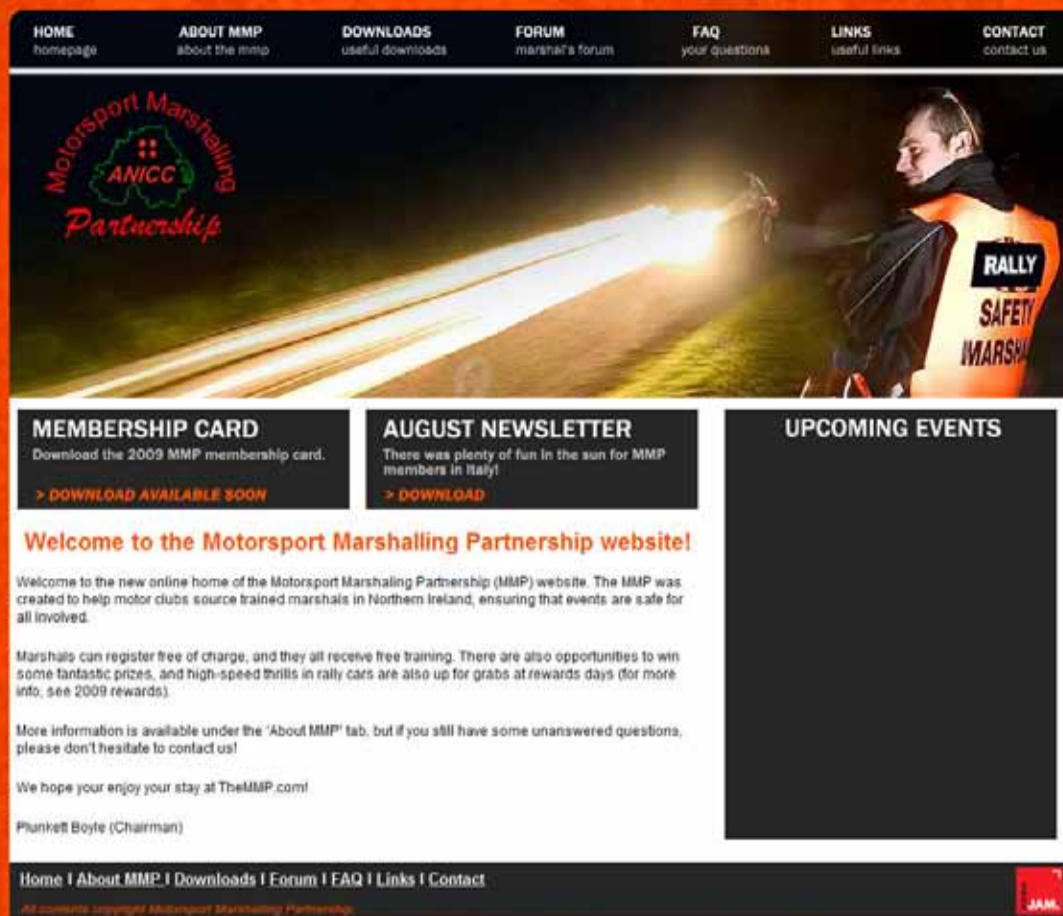 HOME
homepage
ABOUT MMP
about the mmp
DOWNLOADS
useful downloads
FORUM
marshal's forum
FAQ
your questions
LINKS
useful links
CONTACT
contact us
Motorsport Marshalling
ANICC
Partnership
RALLY
SAFETY
MARSHA
MEMBERSHIP CARD
Download the 2009 MMP membership card.
> DOWNLOAD AVAILABLE SOON
AUGUST NEWSLETTER
There was plenty of fun in the sun for MMP
members in Italy!
> DOWNLOAD
UPCOMING EVENTS
Welcome to the Motorsport Marshalling Partnership website!
Welcome to the new online home of the Motorsport Marshaling Partnership (MMP) website. The MMP was
created to help motor clubs source trained marshals in Northern Ireland, ensuring that events are safe for
all involved.
Marshals can register free of charge, and they all receive free training. There are also opportunities to win
some fantastic prizes, and high-speed thrills in rally cars are also up for grabs at rewards days (for more
info, see 2009 rewards).
More information is available under the 'About MMP' tab, but if you still have some unanswered questions,
please don't hesitate to contact us!
We hope your enjoy your stay at TheMMP.com!
Plunkett Boyle (Chairman)
Home I About MMP I Downloads I Forum I FAQ I Links I Contact
All contents copyright Motorsport Marshalling Partnership.
JAM.